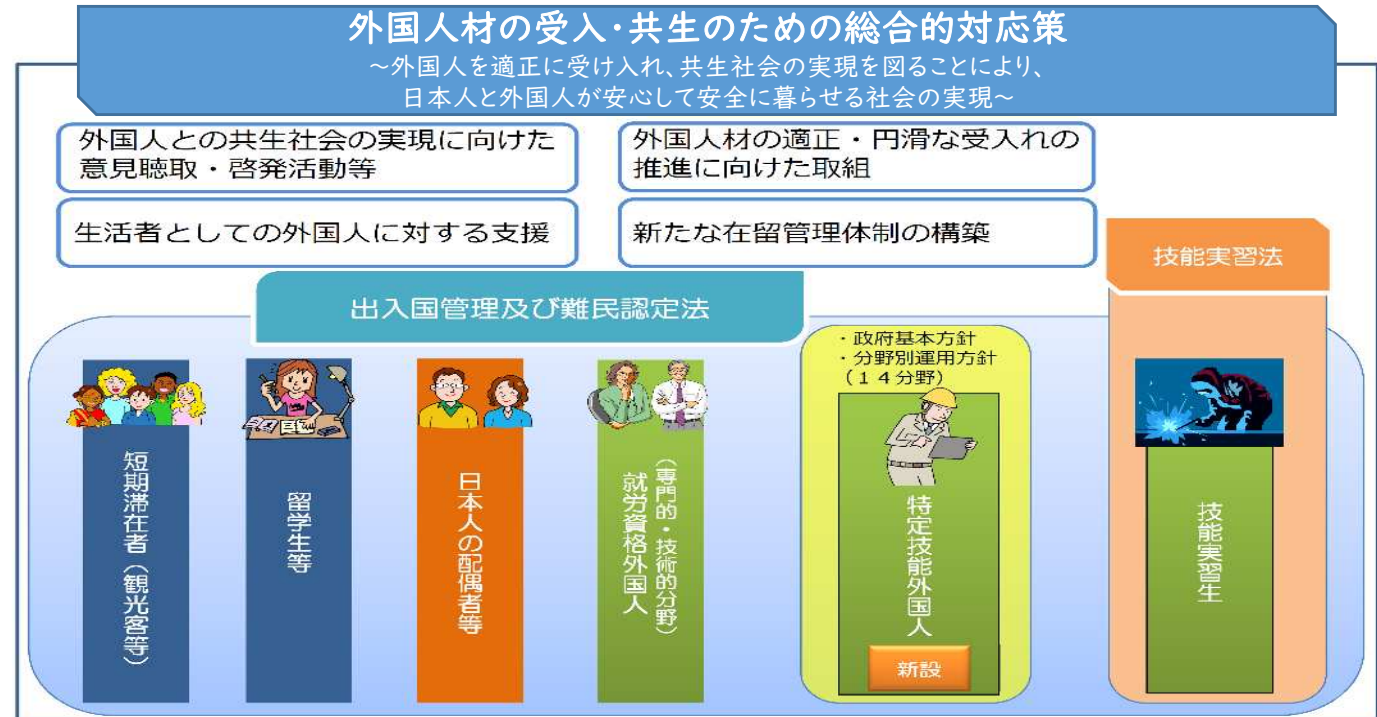 外国人材の受入・共生のための総合的対応策
～外国人を適正に受け入れ、共生社会の実現を図ることにより、
日本人と外国人が安心して安全に暮らせる社会の実現～
外国人との共生社会の実現に向けた
意見聴取・啓発活動等
外国人材の適正・円滑な受入れの
推進に向けた取組
生活者としての外国人に対する支援
新たな在留管理体制の構築
技能実習法
出入国管理及び難民認定法
・政府基本方針
・分野別運用方針
（１４分野）
短期滞在者（観光客等）
留学生等
日本人の配偶者等
（専門的・技術的分野）
就労資格外国人
特定技能外国人
新設
技能実習生